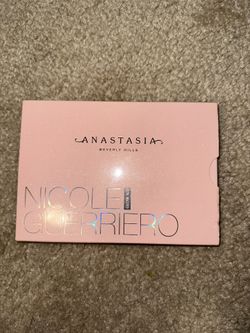 ANASTASIA
BEVERLY HILLS
NICOLE
GUERRIERO